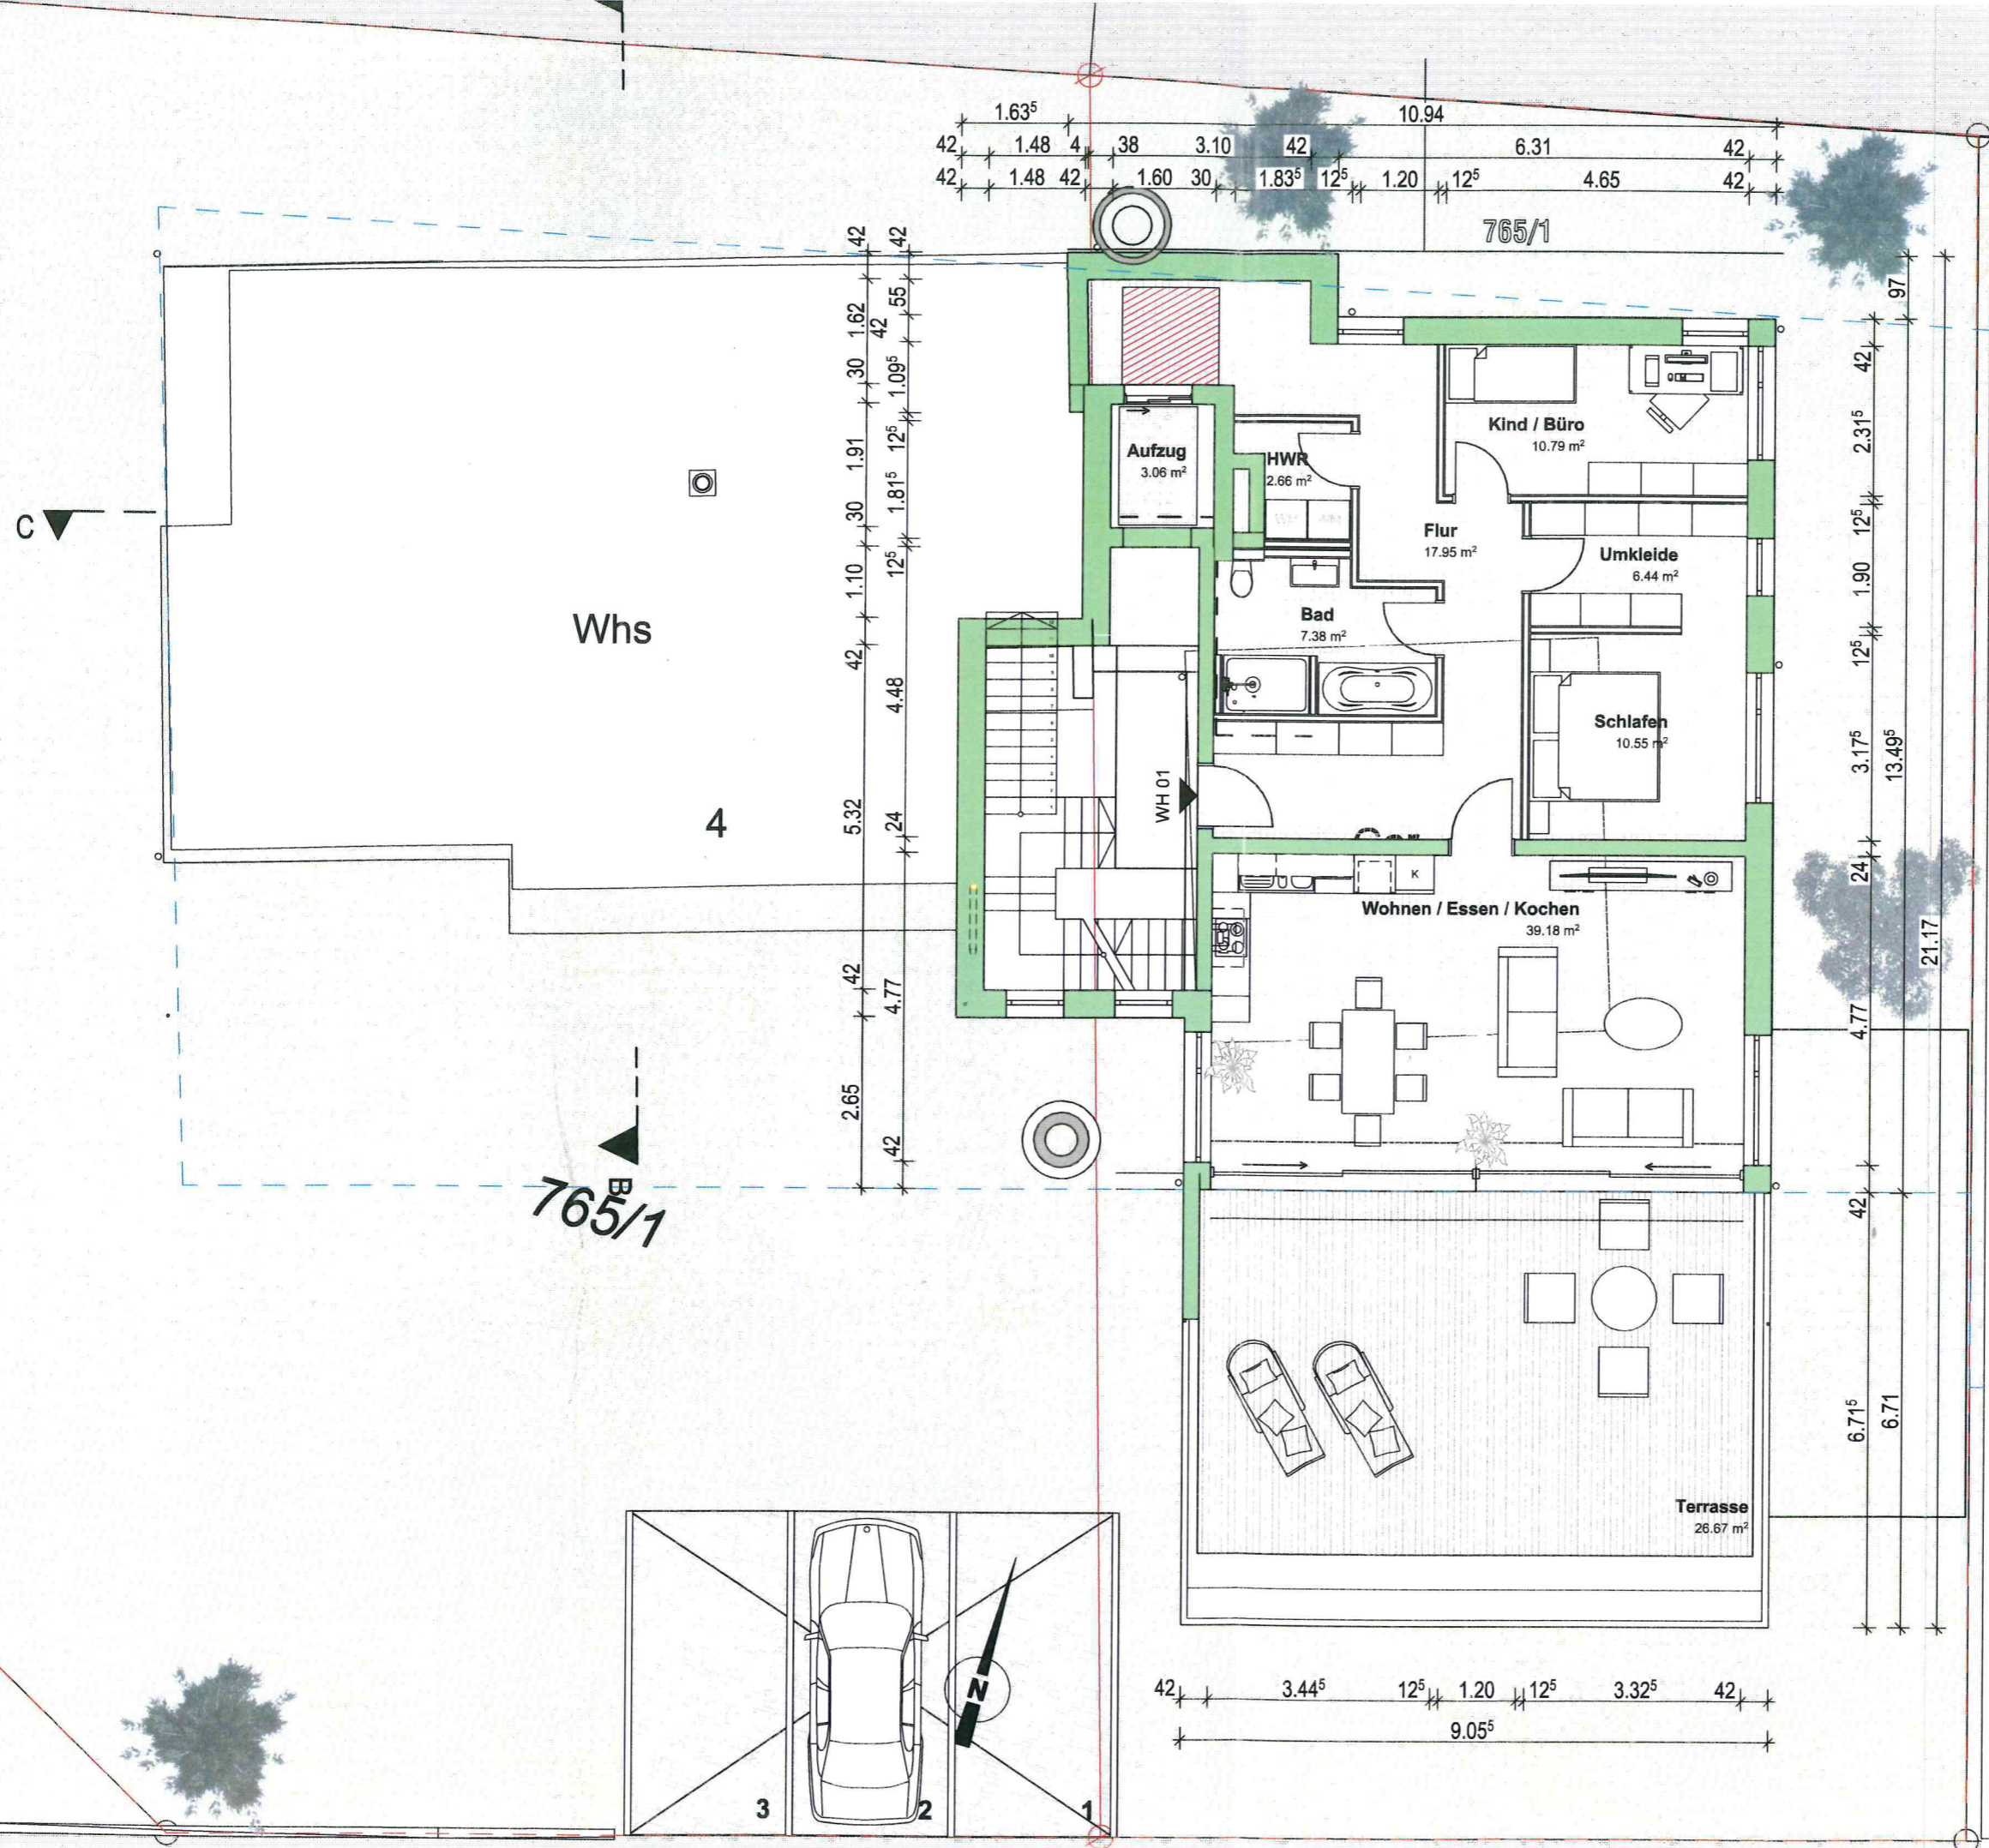 1.63⁵ 10.94
42 1.48 4 38 3.10 42 6.31 42
42 1.48 42 1.60 30 1.83⁵ 12⁵ 1.20 12⁵ 4.65 42
765/1
42 1.62 30 1.91 30 1.10 42 5.32 42 2.65
42 55 42 1.09⁵ 12⁵ 1.81⁵ 12⁵ 4.48 24 4.77 42
97
42 2.31⁵ 12⁵ 1.90 12⁵ 3.17⁵ 24 4.77 42 6.71⁵
13.49⁵ 6.71
21.17
Kind / Büro
10.79 m²
Aufzug
3.06 m²
HWR
2.66 m²
C
Flur
17.95 m²
Umkleide
6.44 m²
Whs
Bad
7.38 m²
Schlafen
10.55 m²
WH 01
4
K
Wohnen / Essen / Kochen
39.18 m²
B
765/1
Terrasse
26.67 m²
N
3 2 1
42 3.44⁵ 12⁵ 1.20 12⁵ 3.32⁵ 42
9.05⁵